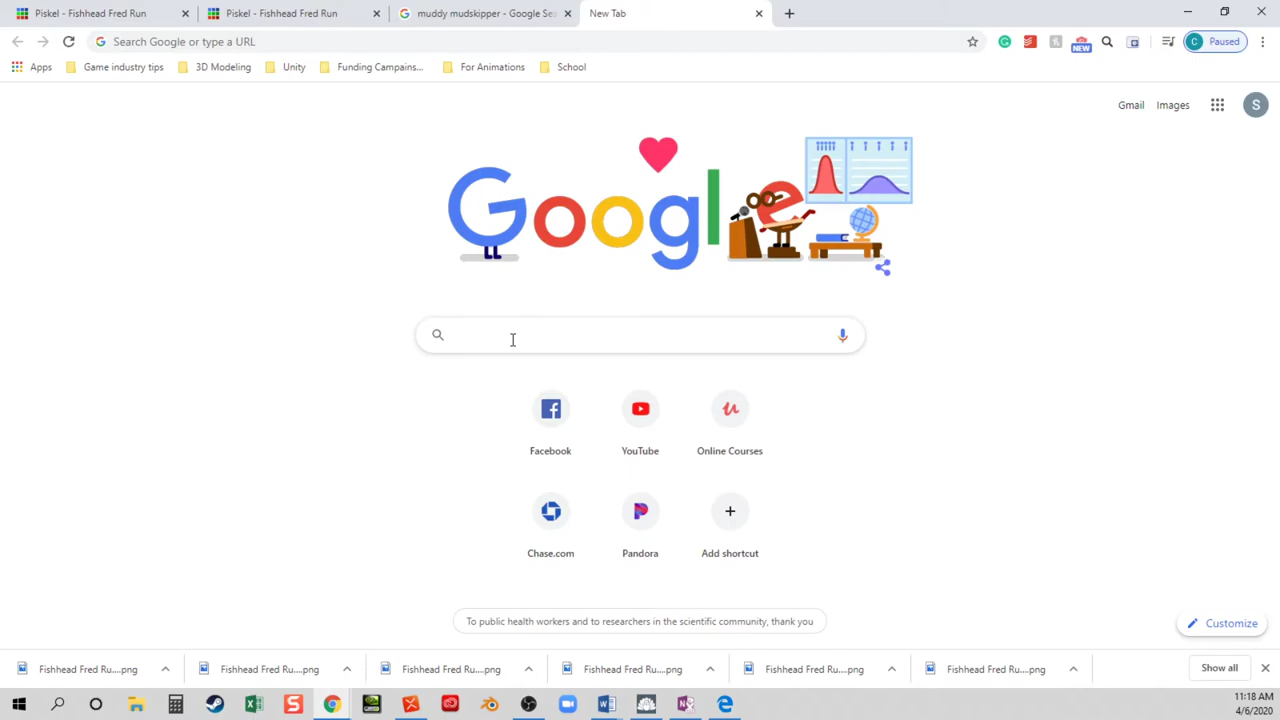 Piskel - Fishhead Fred Run
Piskel - Fishhead Fred Run
muddy mudskipper - Google Sea
New Tab
Search Google or type a URL
NEW
C Paused
Apps
Game industry tips
3D Modeling
Unity
Funding Campains...
For Animations
School
Gmail
Images
S
Google
Facebook
YouTube
Online Courses
Chase.com
Pandora
Add shortcut
To public health workers and to researchers in the scientific community, thank you
Customize
Fishhead Fred Ru....png
Fishhead Fred Ru....png
Fishhead Fred Ru....png
Fishhead Fred Ru....png
Fishhead Fred Ru....png
Fishhead Fred Ru....png
Show all
11:18 AM
4/6/2020